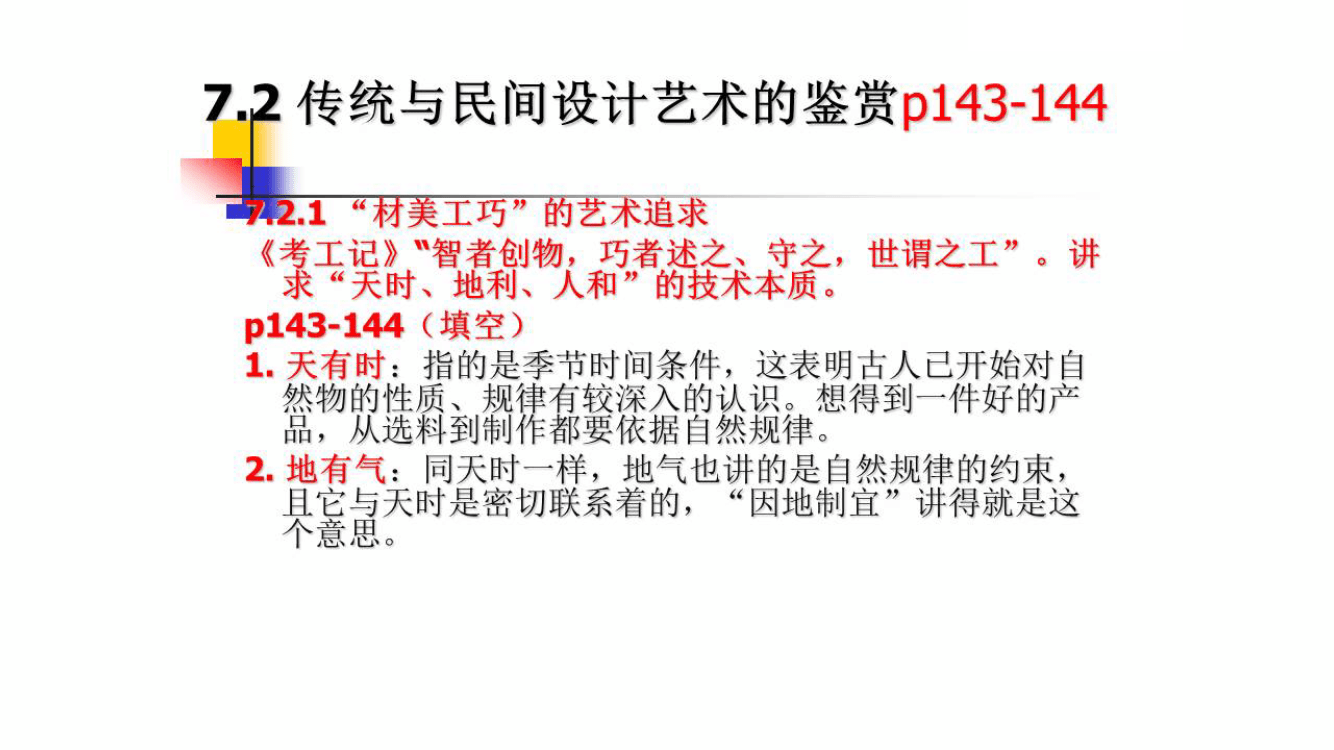 7.2 传统与民间设计艺术的鉴赏p143-144
7.2.1 “材美工巧”的艺术追求
《考工记》“智者创物，巧者述之、守之，世谓之工”。讲
求“天时、地利、人和”的技术本质。
p143-144（填空）
1. 天有时：指的是季节时间条件，这表明古人已开始对自
然物的性质、规律有较深入的认识。想得到一件好的产
品，从选料到制作都要依据自然规律。
2. 地有气：同天时一样，地气也讲的是自然规律的约束，
且它与天时是密切联系着的，“因地制宜”讲得就是这
个意思。